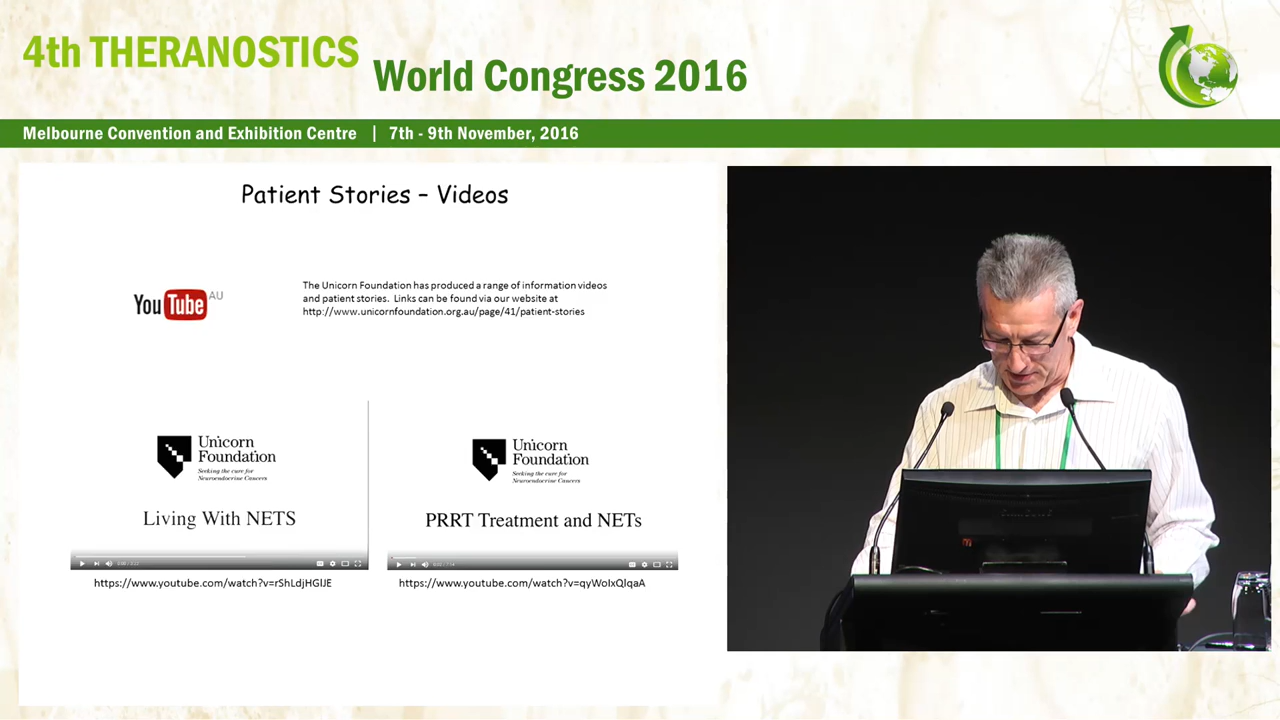 4th THERANOSTICS
World Congress 2016
Melbourne Convention and Exhibition Centre | 7th - 9th November, 2016
Patient Stories – Videos
YouTube AU
The Unicorn Foundation has produced a range of information videos
and patient stories. Links can be found via our website at
http://www.unicornfoundation.org.au/page/41/patient-stories
Unicorn
Foundation
Seeking the cure for
Neuroendocrine Cancers
Living With NETS
https://www.youtube.com/watch?v=rShLdjHGlJE
Unicorn
Foundation
Seeking the cure for
Neuroendocrine Cancers
PRRT Treatment and NETs
https://www.youtube.com/watch?v=qyWoIxQlqaA